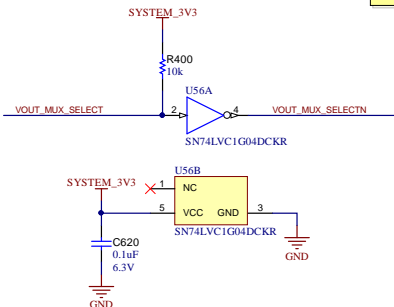 SYSTEM_3V3
R400
10k
U56A
VOUT_MUX_SELECT
2
4
VOUT_MUX_SELECTN
SN74LVC1G04DCKR
U56B
SYSTEM_3V3
1
NC
5
VCC
GND
3
SN74LVC1G04DCKR
C620
0.1uF
6.3V
GND
GND